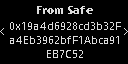 From Safe
< 0x19a4d6928cd3b32F >
a4Eb3962bfF1Abca91
EB7C52